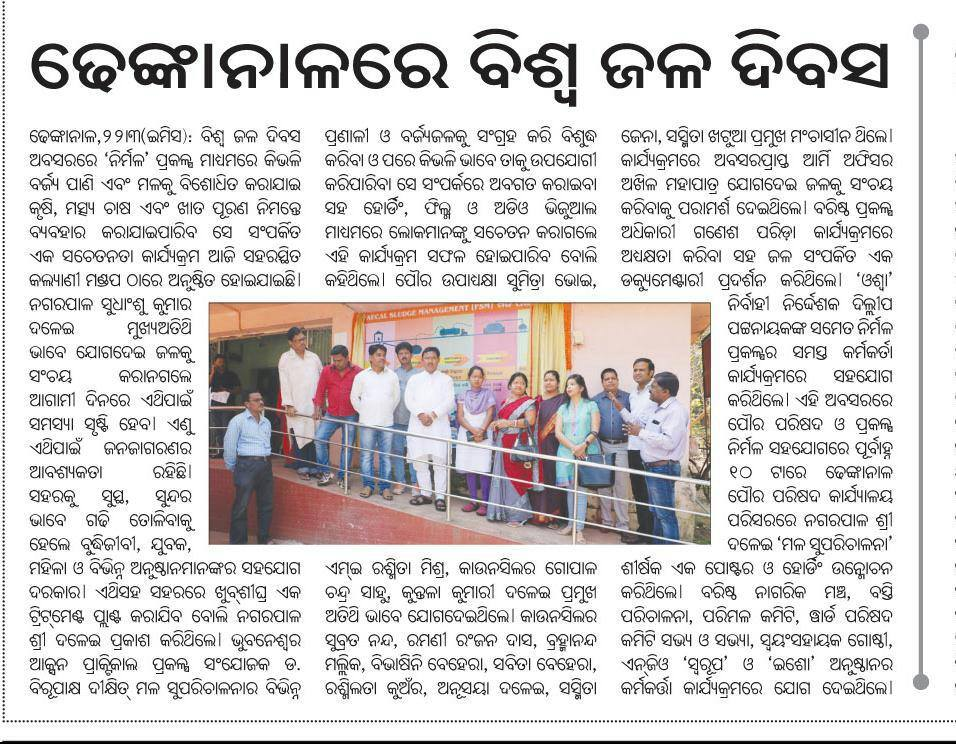 ଢେଙ୍କାନାଳରେ ବିଶ୍ୱ ଜଳ ଦିବସ
ଢେଙ୍କାନାଳ,୨୨ା୩(ଇମିସ): ବିଶ୍ୱ ଜଳ ଦିବସ
ଅବସରରେ ‘ନିର୍ମଳ’ ପ୍ରକଳ୍ପ ମାଧ୍ୟମରେ କିଭଳି
ବର୍ଜ୍ୟ ପାଣି ଏବଂ ମଳକୁ ବିଶୋଧିତ କରାଯାଇ
କୃଷି, ମତ୍ସ୍ୟ ଚାଷ ଏବଂ ଖାତ ପୂରଣ ନିମନ୍ତେ
ବ୍ୟବହାର କରାଯାଇପାରିବ ସେ ସଂପର୍କିତ
ଏକ ସଚେତନତା କାର୍ଯ୍ୟକ୍ରମ ଆଜି ସହରସ୍ଥିତ
କଲ୍ୟାଣୀ ମଣ୍ଡପ ଠାରେ ଅନୁଷ୍ଠିତ ହୋଇଯାଇଛି।
ନଗରପାଳ ସୁଧାଂଶୁ କୁମାର
ଦଳେଇ ମୁଖ୍ୟଅତିଥି
ଭାବେ ଯୋଗଦେଇ ଜଳକୁ
ସଂଚୟ କରାନଗଲେ
ଆଗାମୀ ଦିନରେ ଏଥିପାଇଁ
ସମସ୍ୟା ସୃଷ୍ଟି ହେବ। ଏଣୁ
ଏଥିପାଇଁ ଜନଜାଗରଣର
ଆବଶ୍ୟକତା ରହିଛି।
ସହରକୁ ସୁସ୍ଥ, ସୁନ୍ଦର
ଭାବେ ଗଢି ତୋଳିବାକୁ
ହେଲେ ବୁଦ୍ଧିଜୀବୀ, ଯୁବକ,
ମହିଳା ଓ ବିଭିନ୍ନ ଅନୁଷ୍ଠାନମାନଙ୍କର ସହଯୋଗ
ଦରକାର। ଏଥିସହ ସହରରେ ଖୁବ୍‌ଶୀଘ୍ର ଏକ
ଟ୍ରିଟ୍‌ମେଣ୍ଟ ପ୍ଲାଣ୍ଟ କରାଯିବ ବୋଲି ନଗରପାଳ
ଶ୍ରୀ ଦଳେଇ ପ୍ରକାଶ କରିଥିଲେ। ଭୁବନେଶ୍ୱର
ଆକ୍ସନ ପ୍ରାକ୍ଟିକାଲ ପ୍ରକଳ୍ପ ସଂଯୋଜକ ଡ.
ବିରୂପାକ୍ଷ ଦୀକ୍ଷିତ୍ ମଳ ସୁପରିଚାଳନାର ବିଭିନ୍ନ
ପ୍ରଣାଳୀ ଓ ବର୍ଜ୍ୟଜଳକୁ ସଂଗ୍ରହ କରି ବିଶୁଦ୍ଧ
କରିବା ଓ ପରେ କିଭଳି ଭାବେ ତାକୁ ଉପଯୋଗୀ
କରିପାରିବା ସେ ସଂପର୍କରେ ଅବଗତ କରାଇବା
ସହ ହୋର୍ଡିଂ, ଫିଲ୍ମ ଓ ଅଡିଓ ଭିଜୁଆଲ
ମାଧ୍ୟମରେ ଲୋକମାନଙ୍କୁ ସଚେତନ କରାଗଲେ
ଏହି କାର୍ଯ୍ୟକ୍ରମ ସଫଳ ହୋଇପାରିବ ବୋଲି
କହିଥିଲେ। ପୌର ଉପାଧ୍ୟକ୍ଷା ସୁମିତ୍ରା ଭୋଇ,
FECAL SLUDGE MANAGEMENT (FSM)
ଏମ୍‌ଇ ରଶ୍ମିତା ମିଶ୍ର, କାଉନସିଲର ଗୋପାଳ
ଚନ୍ଦ୍ର ସାହୁ, କୁନ୍ତଳା କୁମାରୀ ଦଳେଇ ପ୍ରମୁଖ
ଅତିଥି ଭାବେ ଯୋଗଦେଇଥିଲେ। କାଉନସିଲର
ସୁବ୍ରତ ନନ୍ଦ, ରମଣୀ ରଂଜନ ଦାସ, ବ୍ରହ୍ମାନନ୍ଦ
ମଲ୍ଲିକ, ବିଭାଷିନି ବେହେରା, ସବିତା ବେହେରା,
ରଶ୍ମିଲତା କୁଅଁର, ଅନୂସୟା ଦଳେଇ, ସସ୍ମିତା
ଜେନା, ସସ୍ମିତା ଖଟୁଆ ପ୍ରମୁଖ ମଂଚାସୀନ ଥିଲେ।
କାର୍ଯ୍ୟକ୍ରମରେ ଅବସରପ୍ରାପ୍ତ ଆର୍ମି ଅଫିସର
ଅଖିଳ ମହାପାତ୍ର ଯୋଗଦେଇ ଜଳକୁ ସଂଚୟ
କରିବାକୁ ପରାମର୍ଶ ଦେଇଥିଲେ। ବରିଷ୍ଠ ପ୍ରକଳ୍ପ
ଅଧିକାରୀ ଗଣେଶ ପରିଡ଼ା କାର୍ଯ୍ୟକ୍ରମରେ
ଅଧ୍ୟକ୍ଷତା କରିବା ସହ ଜଳ ସଂପର୍କିତ ଏକ
ଡକ୍ୟୁମେଣ୍ଟାରୀ ପ୍ରଦର୍ଶନ କରିଥିଲେ। ‘ଓଶ୍ୱା’
ନିର୍ବାହୀ ନିର୍ଦ୍ଦେଶକ ଦିଲ୍ଲୀପ
ପଟ୍ଟନାୟକଙ୍କ ସମେତ ନିର୍ମଳ
ପ୍ରକଳ୍ପର ସମସ୍ତ କର୍ମକର୍ତା
କାର୍ଯ୍ୟକ୍ରମରେ ସହଯୋଗ
କରିଥିଲେ। ଏହି ଅବସରରେ
ପୌର ପରିଷଦ ଓ ପ୍ରକଳ୍ପ
ନିର୍ମଳ ସହଯୋଗରେ ପୂର୍ବାହ୍ନ
୧୦ ଟାରେ ଢେଙ୍କାନାଳ
ପୌର ପରିଷଦ କାର୍ଯ୍ୟାଳୟ
ପରିସରରେ ନଗରପାଳ ଶ୍ରୀ
ଦଳେଇ ‘ମଳ ସୁପରିଚାଳନା’
ଶୀର୍ଷକ ଏକ ପୋଷ୍ଟର ଓ ହୋର୍ଡିଂ ଉନ୍ମୋଚନ
କରିଥିଲେ। ବରିଷ୍ଠ ନାଗରିକ ମଞ୍ଚ, ବସ୍ତି
ପରିଚାଳନା, ପରିମଳ କମିଟି, ୱାର୍ଡ ପରିଷଦ
କମିଟି ସଭ୍ୟ ଓ ସଭ୍ୟା, ସ୍ୱୟଂସହାୟକ ଗୋଷ୍ଠୀ,
ଏନ୍‌ଜିଓ ‘ସ୍ୱରୂପ’ ଓ ‘ଇଶୋ’ ଅନୁଷ୍ଠାନର
କର୍ମକର୍ତ୍ତା କାର୍ଯ୍ୟକ୍ରମରେ ଯୋଗ ଦେଇଥିଲେ।